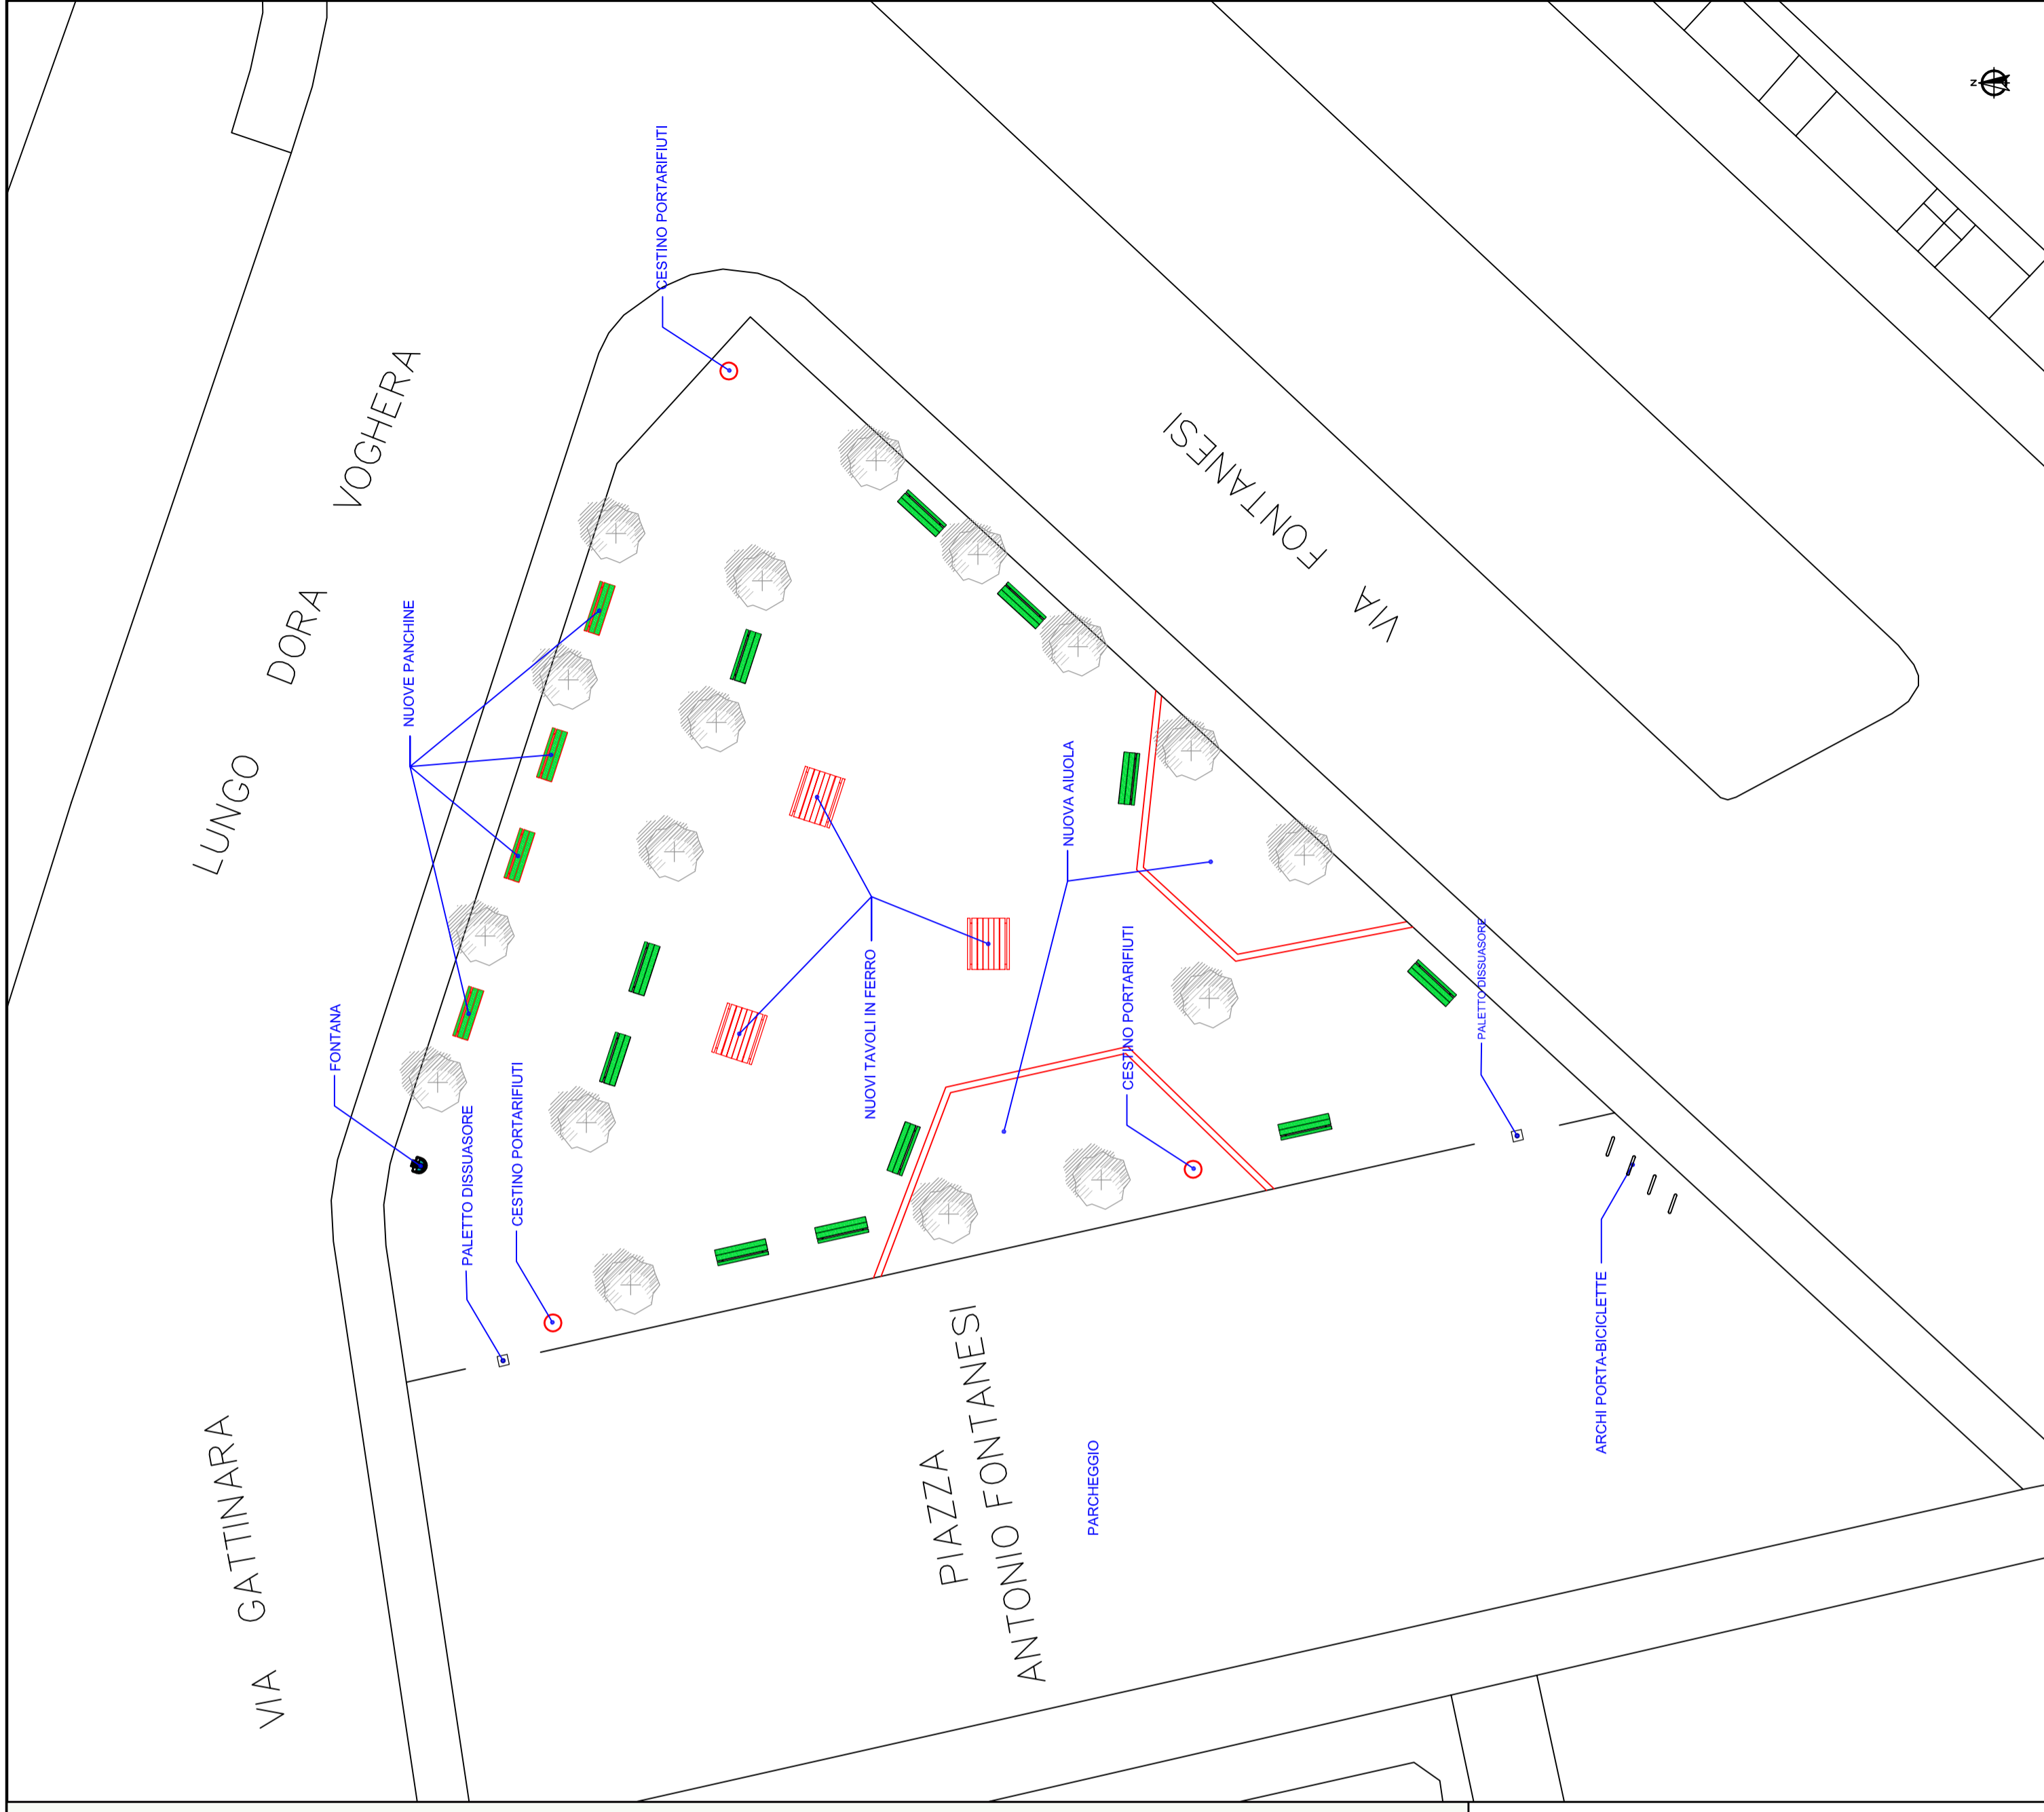 CESTINO PORTARIFIUTI
N
LUNGO DORA VOGHERA
VIA FONTANESI
NUOVE PANCHINE
NUOVA AIUOLA
FONTANA
NUOVI TAVOLI IN FERRO
CESTINO PORTARIFIUTI
PALETTO DISSUASORE
PALETTO DISSUASORE
CESTINO PORTARIFIUTI
ARCHI PORTA-BICICLETTE
VIA GATTINARA
PIAZZA
ANTONIO FONTANESI
PARCHEGGIO